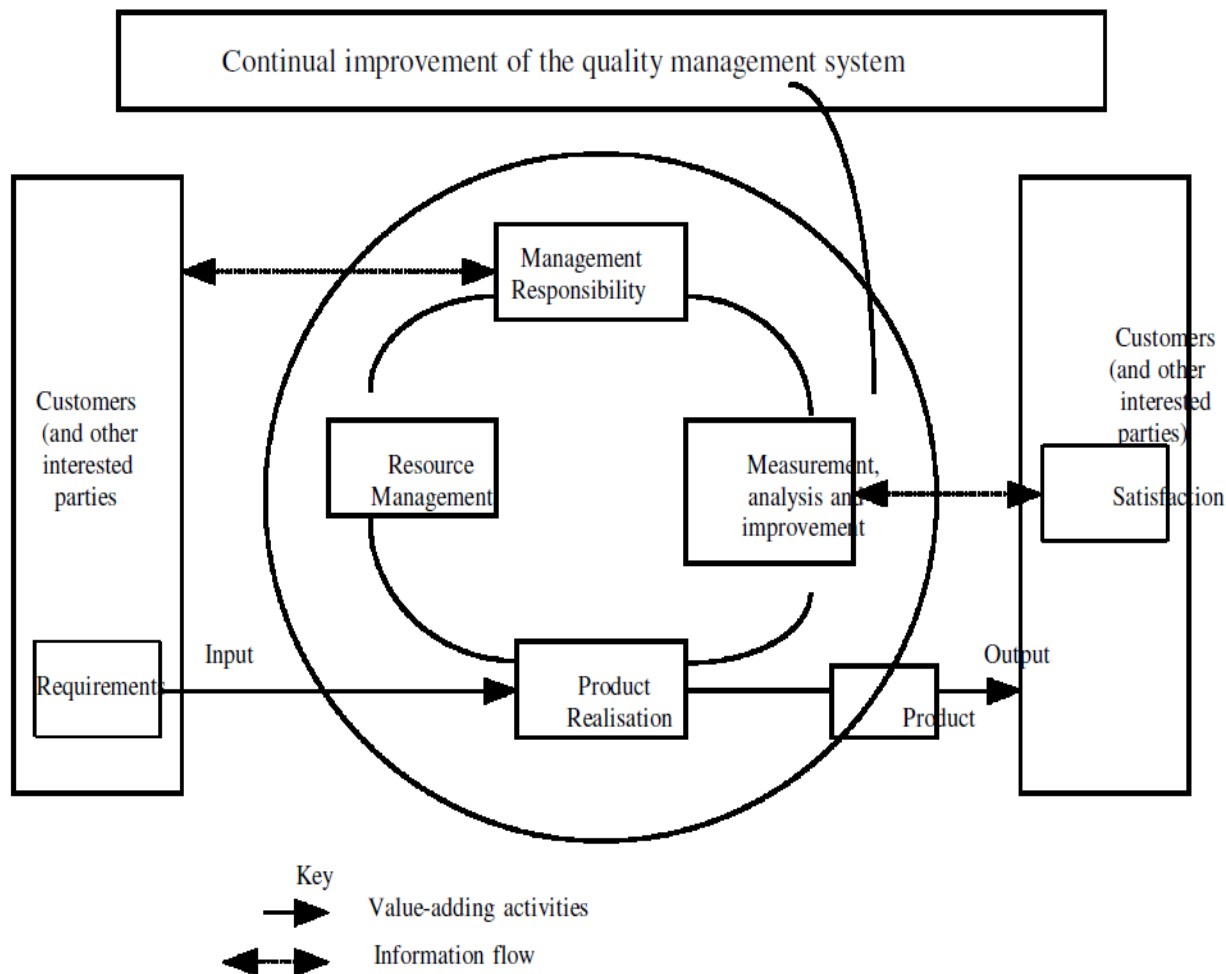 Continual improvement of the quality management system
Management
Responsibility
Customers
(and other
interested
parties
Resource
Management
Measurement,
analysis and
improvement
Customers
(and other
interested
parties)
Satisfaction
Requirements
Input
Product
Realisation
Product
Output
Key
Value-adding activities
Information flow